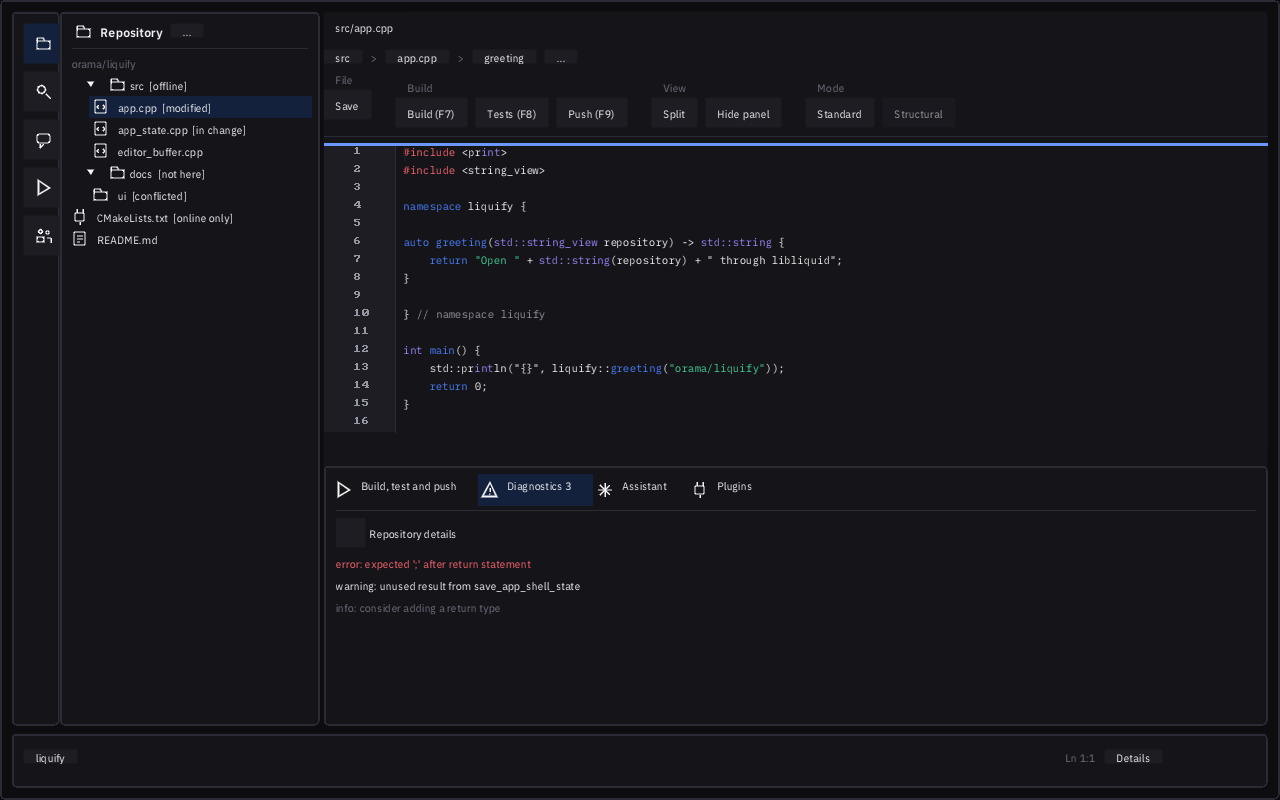 Repository ...
orama/liquify
src [offline]
app.cpp [modified]
app_state.cpp [in change]
editor_buffer.cpp
docs [not here]
ui [conflicted]
CMakeLists.txt [online only]
README.md
src/app.cpp
src > app.cpp > greeting ...
File Build View Mode
Save Build (F7) Tests (F8) Push (F9) Split Hide panel Standard Structural
1 #include <print>
2 #include <string_view>
3
4 namespace liquify {
5
6 auto greeting(std::string_view repository) -> std::string {
7     return "Open " + std::string(repository) + " through libliquid";
8 }
9
10 } // namespace liquify
11
12 int main() {
13     std::println("{}", liquify::greeting("orama/liquify"));
14     return 0;
15 }
16
Build, test and push Diagnostics 3 Assistant Plugins
Repository details
error: expected ';' after return statement
warning: unused result from save_app_shell_state
info: consider adding a return type
liquify Ln 1:1 Details